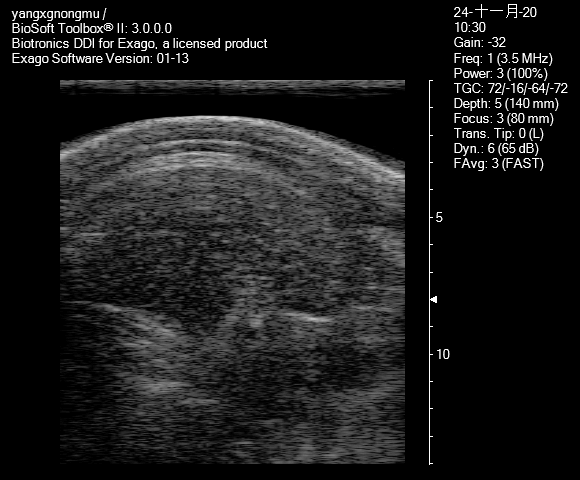 yangxgnongmu /
BioSoft Toolbox® II: 3.0.0.0
Biotronics DDI for Exago, a licensed product
Exago Software Version: 01-13
24-十一月-20
10:30
Gain: -32
Freq: 1 (3.5 MHz)
Power: 3 (100%)
TGC: 72/-16/-64/-72
Depth: 5 (140 mm)
Focus: 3 (80 mm)
Trans. Tip: 0 (L)
Dyn.: 6 (65 dB)
FAvg: 3 (FAST)
5
10